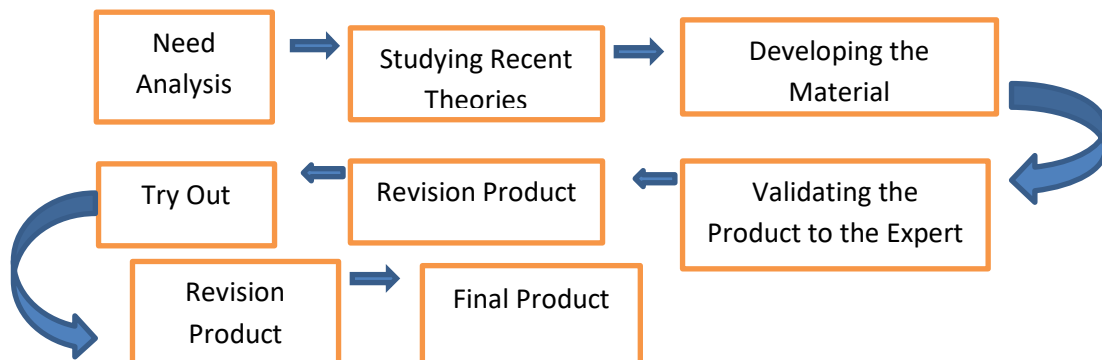 Need
Analysis
Studying Recent
Theories
Developing the
Material
Validating the
Product to the Expert
Revision Product
Try Out
Revision
Product
Final Product